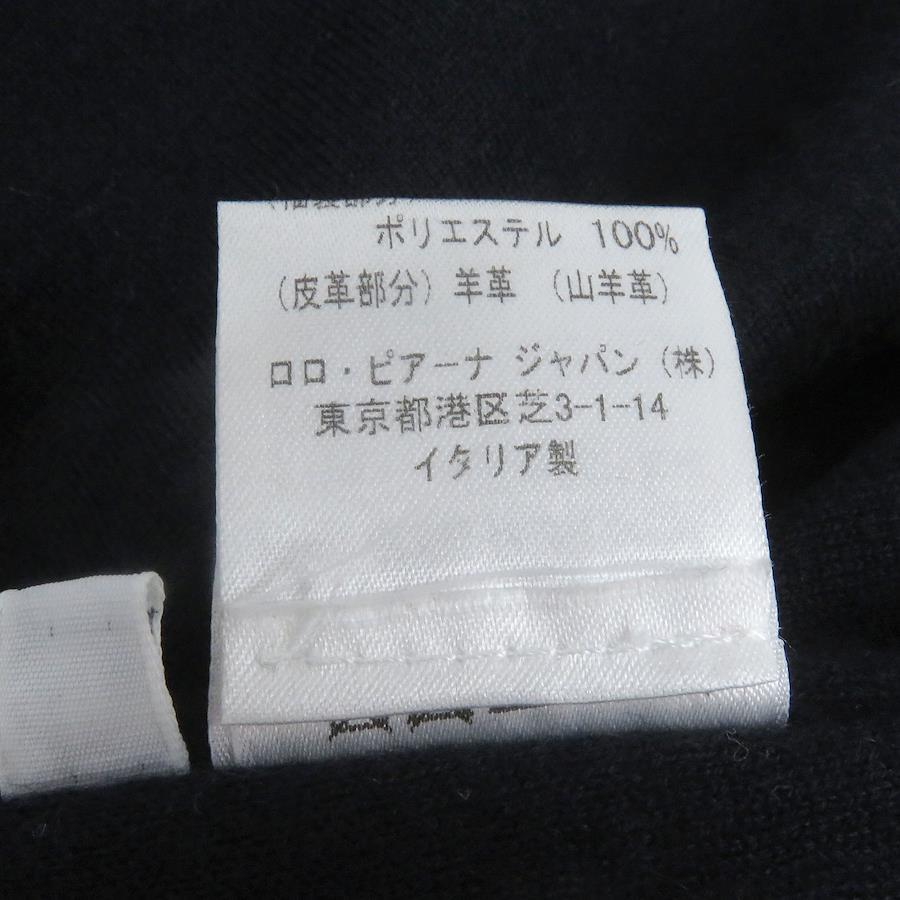 ポリエステル 100%
(皮革部分) 羊革 (山羊革)
ロロ・ピアーナ ジャパン (株)
東京都港区芝3-1-14
イタリア製